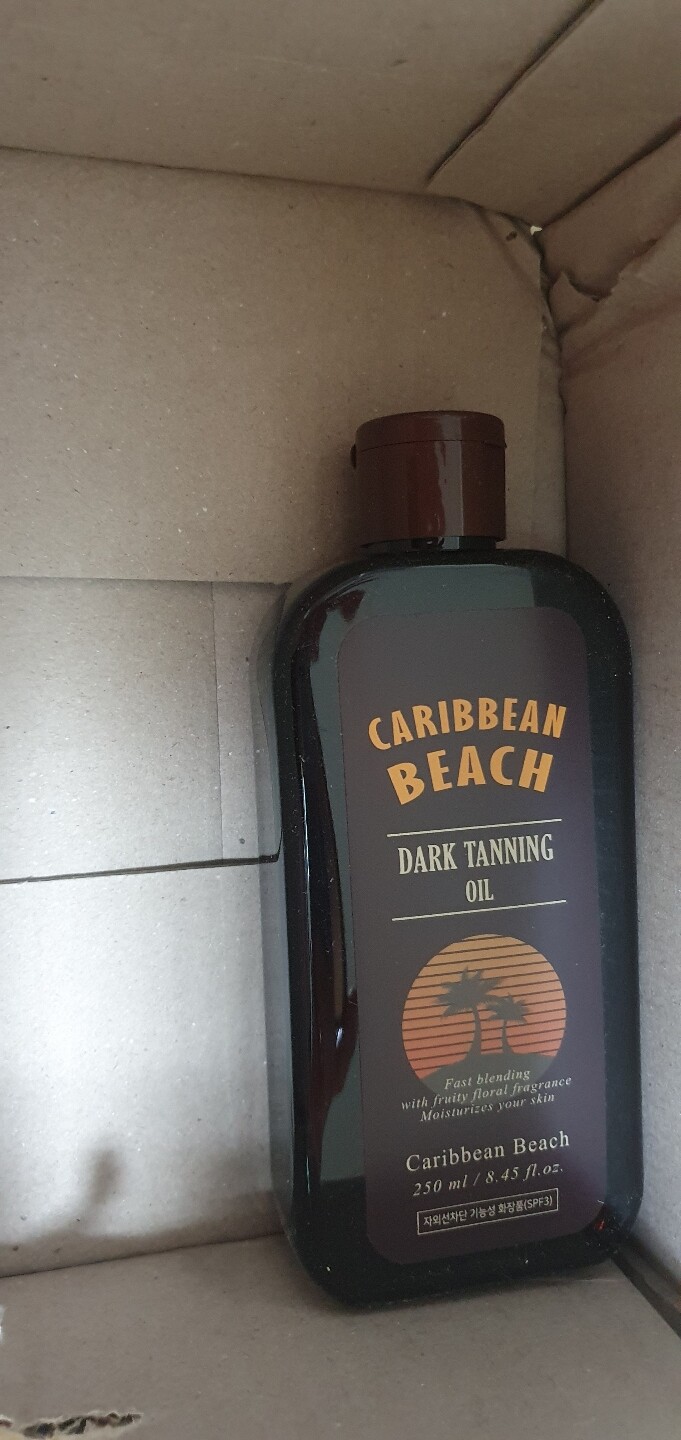 CARIBBEAN
BEACH
DARK TANNING
OIL
Fast blending
with fruity floral fragrance
Moisturizes your skin
Caribbean Beach
250 ml / 8.45 fl.oz.
자외선차단 기능성 화장품(SPF3)